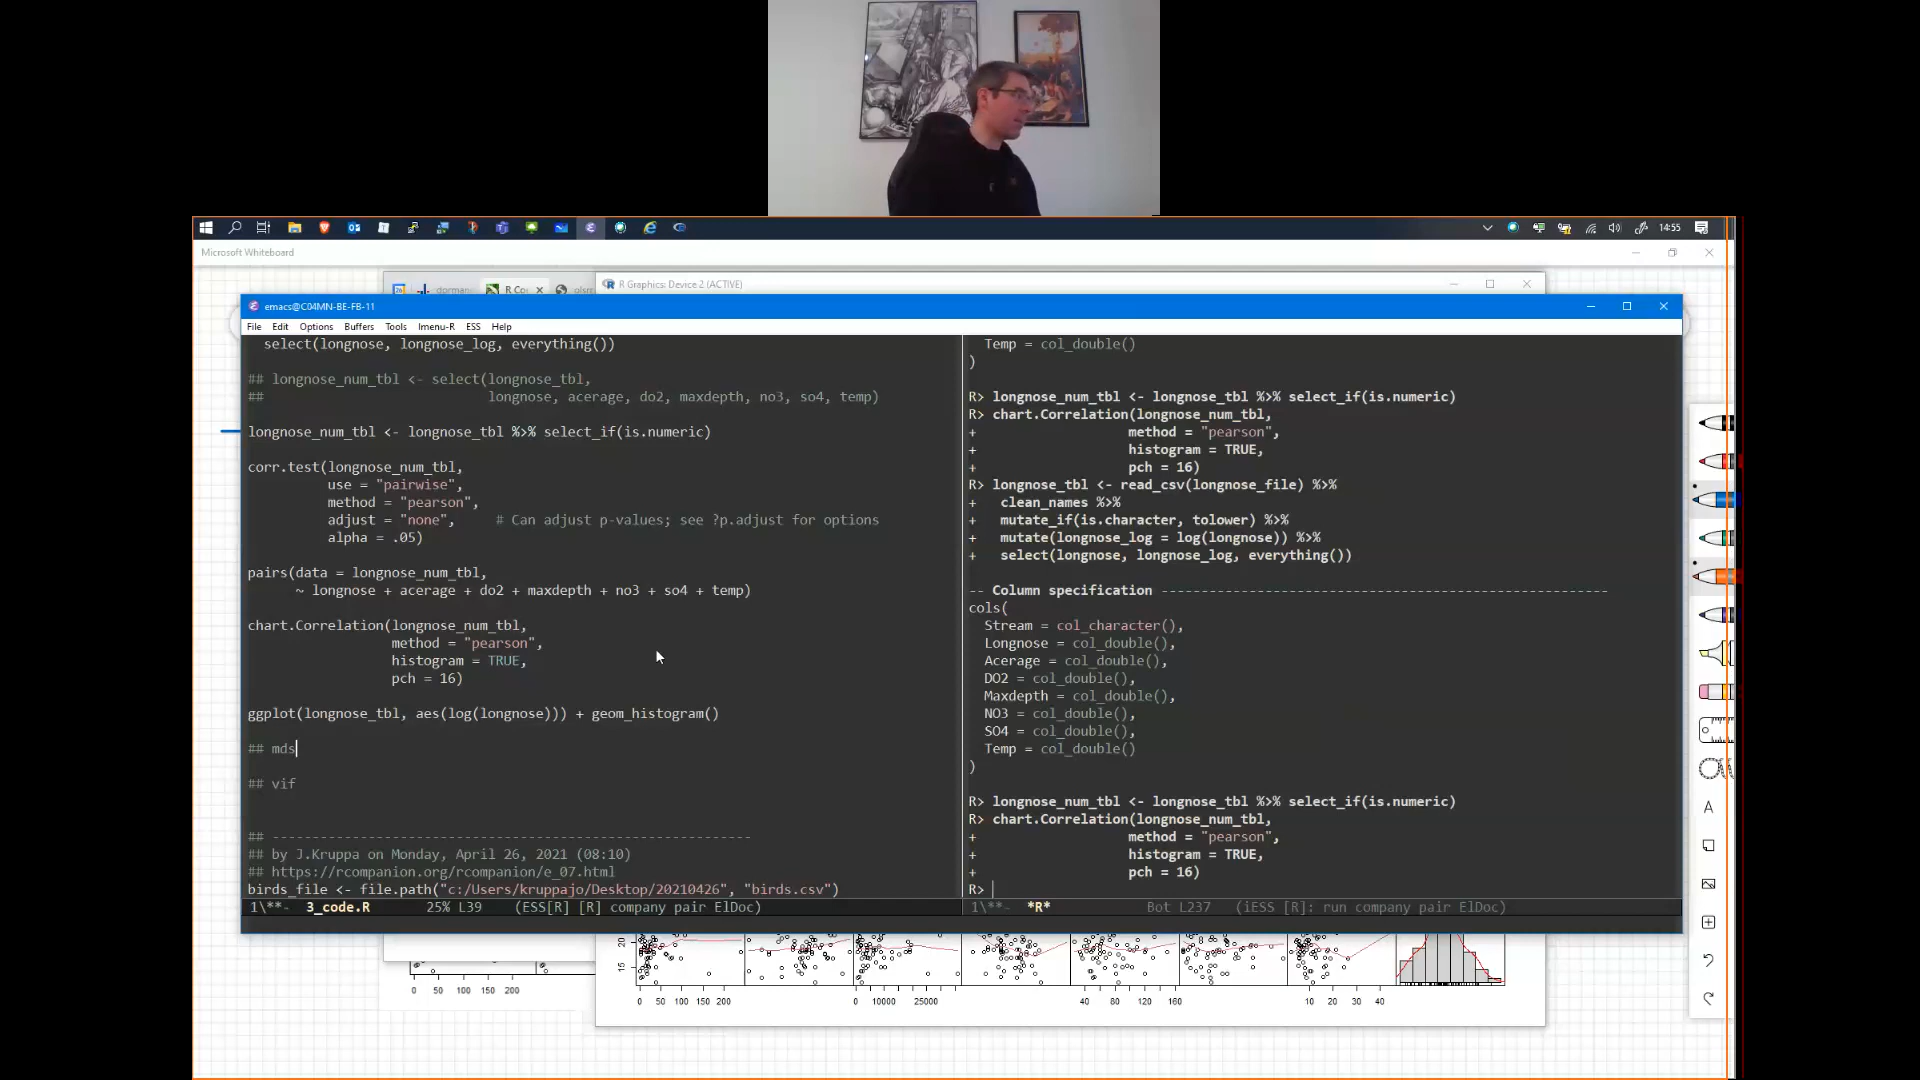 14:55
Microsoft Whiteboard
R Graphics: Device 2 (ACTIVE)
emacs@C04MN-BE-FB-11
File Edit Options Buffers Tools Imenu-R ESS Help
select(longnose, longnose_log, everything())
## longnose_num_tbl <- select(longnose_tbl,
## longnose, acerage, do2, maxdepth, no3, so4, temp)
longnose_num_tbl <- longnose_tbl %>% select_if(is.numeric)
corr.test(longnose_num_tbl,
use = "pairwise",
method = "pearson",
adjust = "none", # Can adjust p-values; see ?p.adjust for options
alpha = .05)
pairs(data = longnose_num_tbl,
~ longnose + acerage + do2 + maxdepth + no3 + so4 + temp)
chart.Correlation(longnose_num_tbl,
method = "pearson",
histogram = TRUE,
pch = 16)
ggplot(longnose_tbl, aes(log(longnose))) + geom_histogram()
## mds
## vif
## ------------------------------------------------------------
## by J.Kruppa on Monday, April 26, 2021 (08:10)
## https://rcompanion.org/rcompanion/e_07.html
birds_file <- file.path("c:/Users/kruppajo/Desktop/20210426", "birds.csv")
1\**- 3_code.R 25% L39 (ESS[R] [R] company pair ElDoc)
Temp = col_double()
)
R> longnose_num_tbl <- longnose_tbl %>% select_if(is.numeric)
R> chart.Correlation(longnose_num_tbl,
+ method = "pearson",
+ histogram = TRUE,
+ pch = 16)
R> longnose_tbl <- read_csv(longnose_file) %>%
+ clean_names %>%
+ mutate_if(is.character, tolower) %>%
+ mutate(longnose_log = log(longnose)) %>%
+ select(longnose, longnose_log, everything())
-- Column specification --------------------------------------------------------
cols(
Stream = col_character(),
Longnose = col_double(),
Acerage = col_double(),
DO2 = col_double(),
Maxdepth = col_double(),
NO3 = col_double(),
SO4 = col_double(),
Temp = col_double()
)
R> longnose_num_tbl <- longnose_tbl %>% select_if(is.numeric)
R> chart.Correlation(longnose_num_tbl,
+ method = "pearson",
+ histogram = TRUE,
+ pch = 16)
R>
1\**- *R* Bot L237 (iESS [R]: run company pair ElDoc)
20
15
0 50 100 150 200
0 50 100 150 200 0 10000 25000 40 80 120 160 10 20 30 40